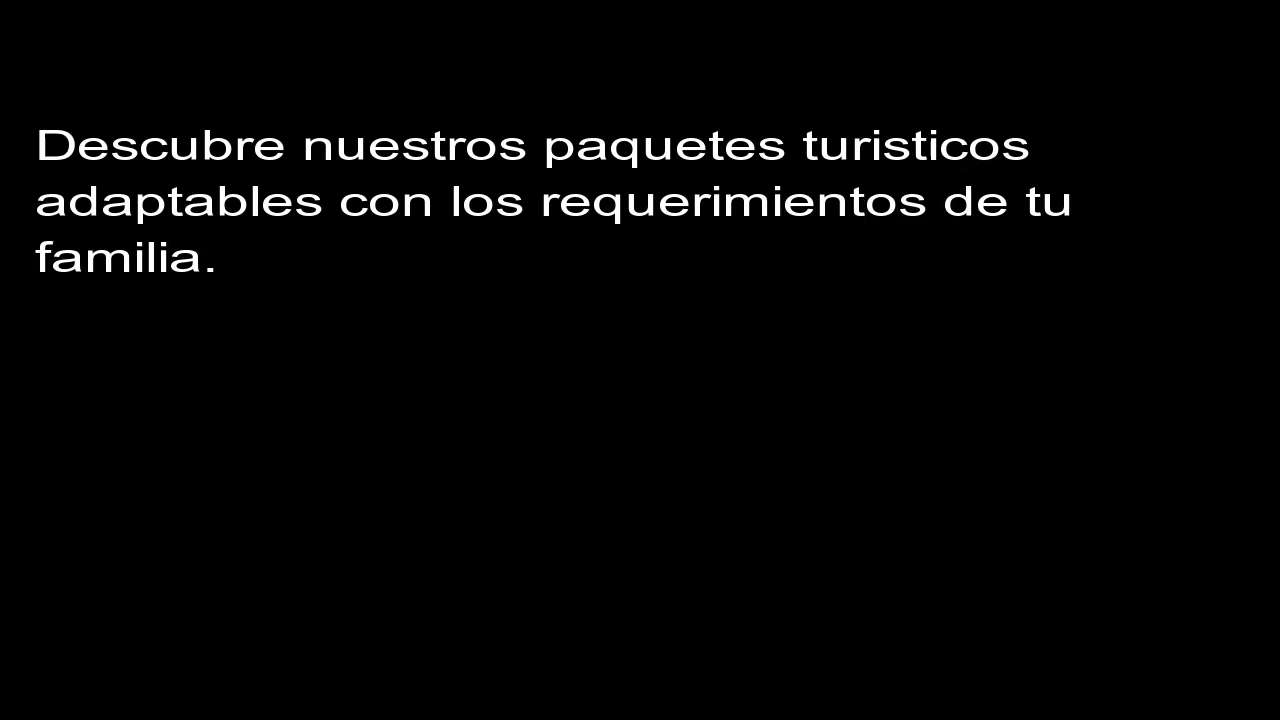 Descubre nuestros paquetes turisticos
adaptables con los requerimientos de tu
familia.